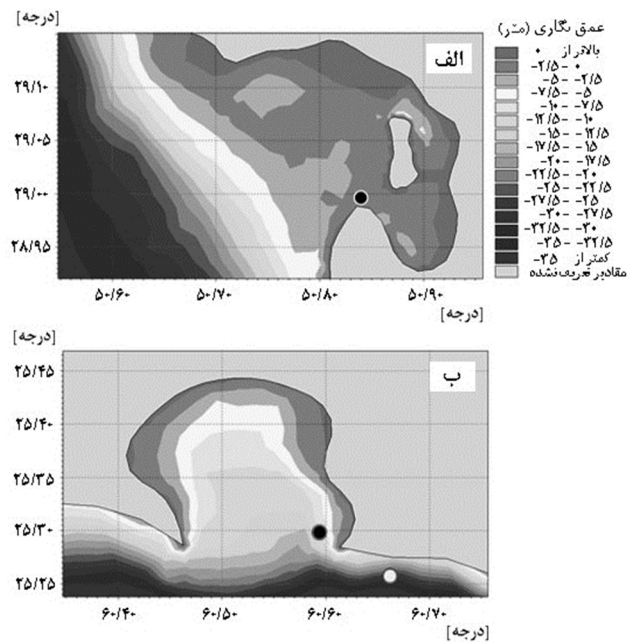 [درجه]
عمق نگاری (متر)
الف
بالاتر از ۰
-۲/۵ - ۰
-۵ - -۲/۵
-۷/۵ - -۵
-۱۰ - -۷/۵
-۱۲/۵ - -۱۰
-۱۵ - -۱۲/۵
-۱۷/۵ - -۱۵
-۲۰ - -۱۷/۵
-۲۲/۵ - -۲۰
-۲۵ - -۲۲/۵
-۲۷/۵ - -۲۵
-۳۰ - -۲۷/۵
-۳۲/۵ - -۳۰
-۳۵ - -۳۲/۵
کمتر از -۳۵
مقادیر تعریف نشده
۲۹/۱۰
۲۹/۰۵
۲۹/۰۰
۲۸/۹۵
۵۰/۶۰ ۵۰/۷۰ ۵۰/۸۰ ۵۰/۹۰
[درجه]
[درجه]
ب
۲۵/۴۵
۲۵/۴۰
۲۵/۳۵
۲۵/۳۰
۲۵/۲۵
۶۰/۴۰ ۶۰/۵۰ ۶۰/۶۰ ۶۰/۷۰
[درجه]